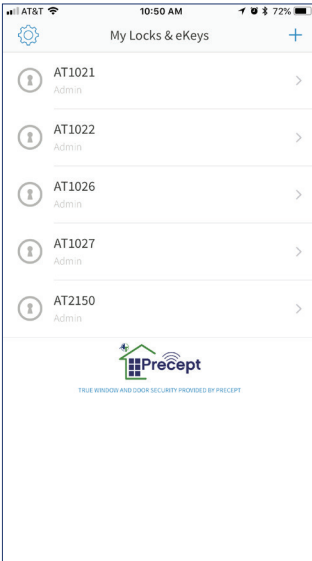 AT&T 10:50 AM 72%
My Locks & eKeys +
AT1021
Admin
AT1022
Admin
AT1026
Admin
AT1027
Admin
AT2150
Admin
Precept
TRUE WINDOW AND DOOR SECURITY PROVIDED BY PRECEPT